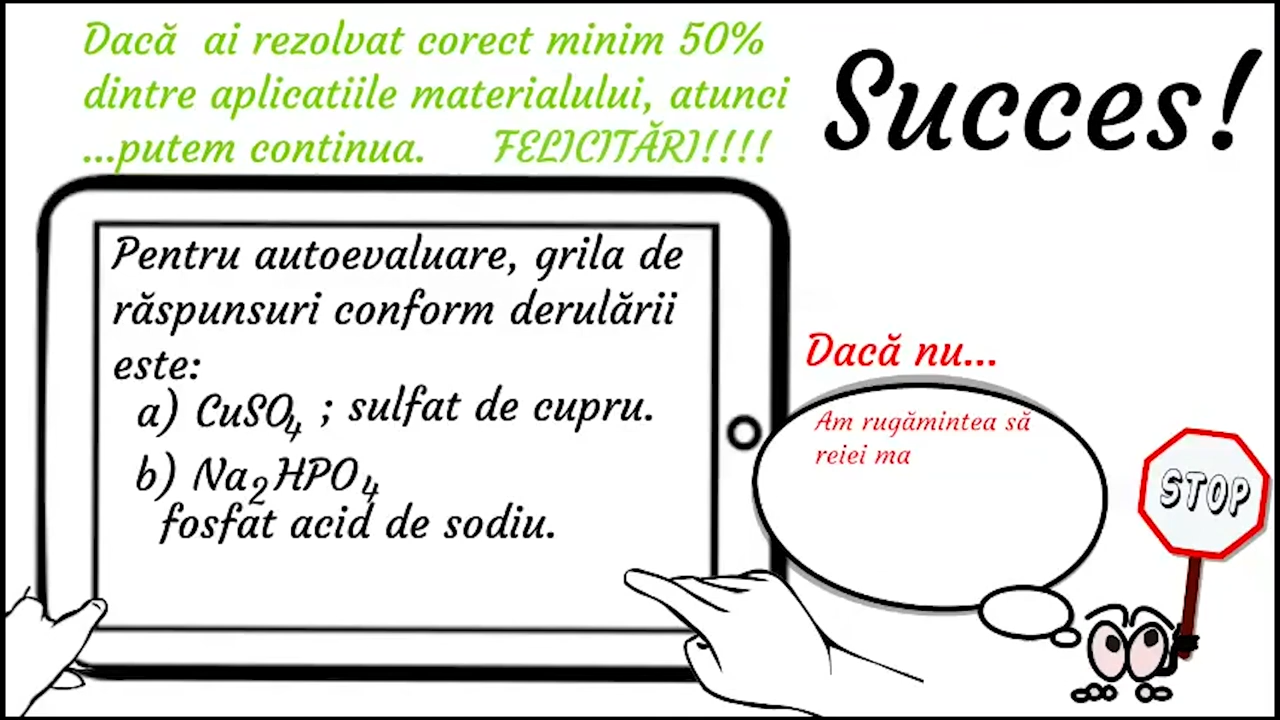 Dacă ai rezolvat corect minim 50%
dintre aplicatiile materialului, atunci
...putem continua. FELICITĂRI!!!!
Succes!
Pentru autoevaluare, grila de
răspunsuri conform derulării
este:
a) CuSO₄ ; sulfat de cupru.
b) Na₂HPO₄
fosfat acid de sodiu.
Dacă nu...
Am rugămintea să
reiei ma
STOP